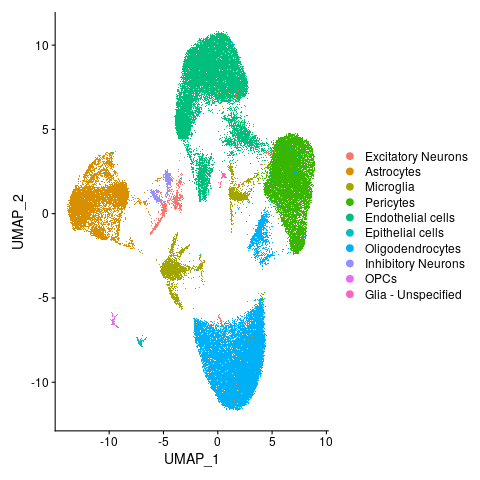 10
5
0
-5
-10
UMAP_2
-10
-5
0
5
10
UMAP_1
Excitatory Neurons
Astrocytes
Microglia
Pericytes
Endothelial cells
Epithelial cells
Oligodendrocytes
Inhibitory Neurons
OPCs
Glia - Unspecified